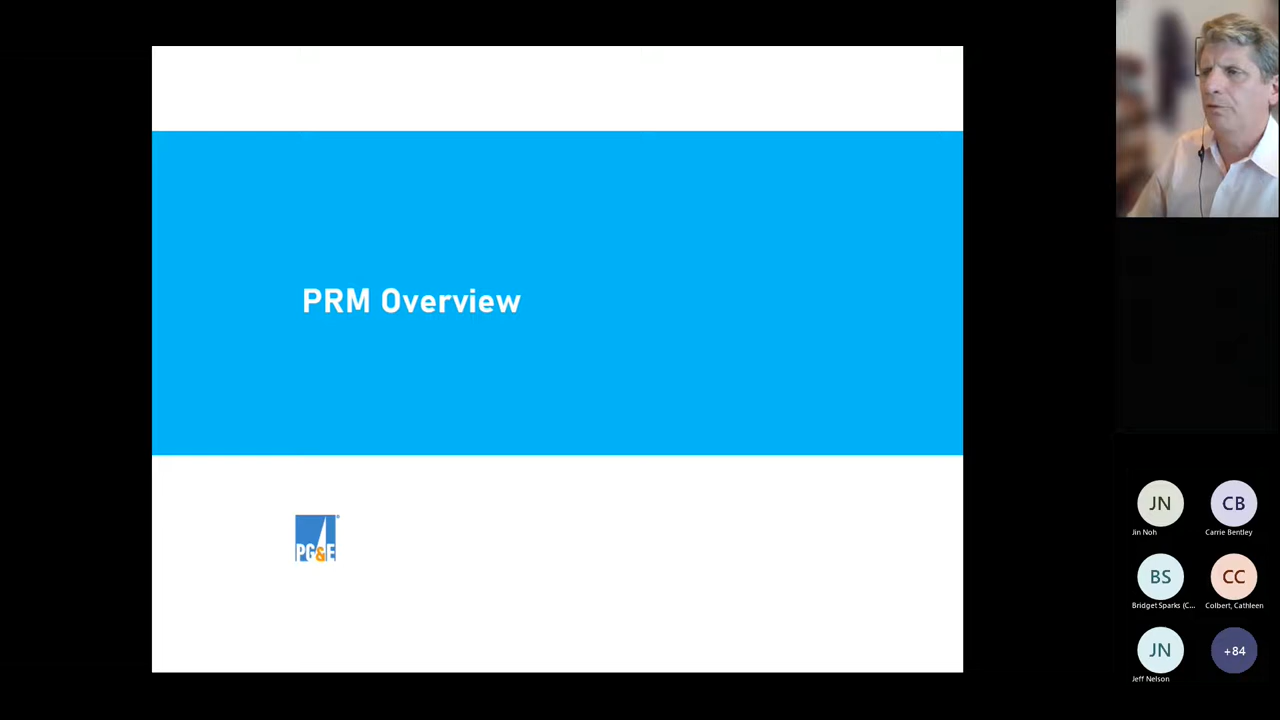 PRM Overview
PG&E
JN
Jin Noh
CB
Carrie Bentley
BS
Bridget Sparks (C...
CC
Colbert, Cathleen
JN
Jeff Nelson
+84